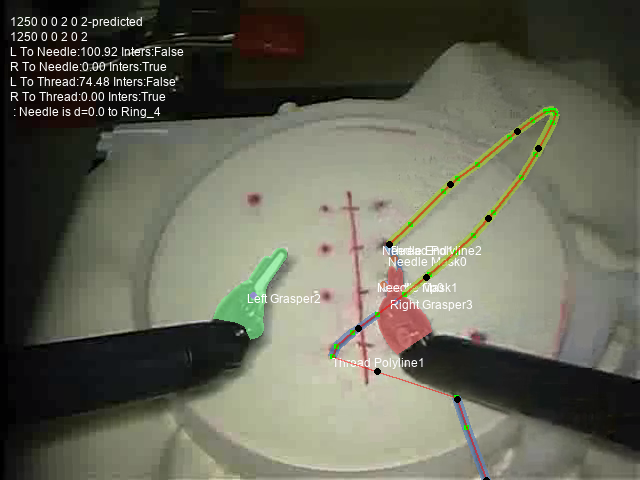 1250 0 0 2 0 2-predicted
1250 0 0 2 0 2
L To Needle:100.92 Inters:False
R To Needle:0.00 Inters:True
L To Thread:74.48 Inters:False
R To Thread:0.00 Inters:True
: Needle is d=0.0 to Ring_4
Polyline2
Needle Mask0
Mask1
Left Grasper2
Right Grasper3
Thread Polyline1